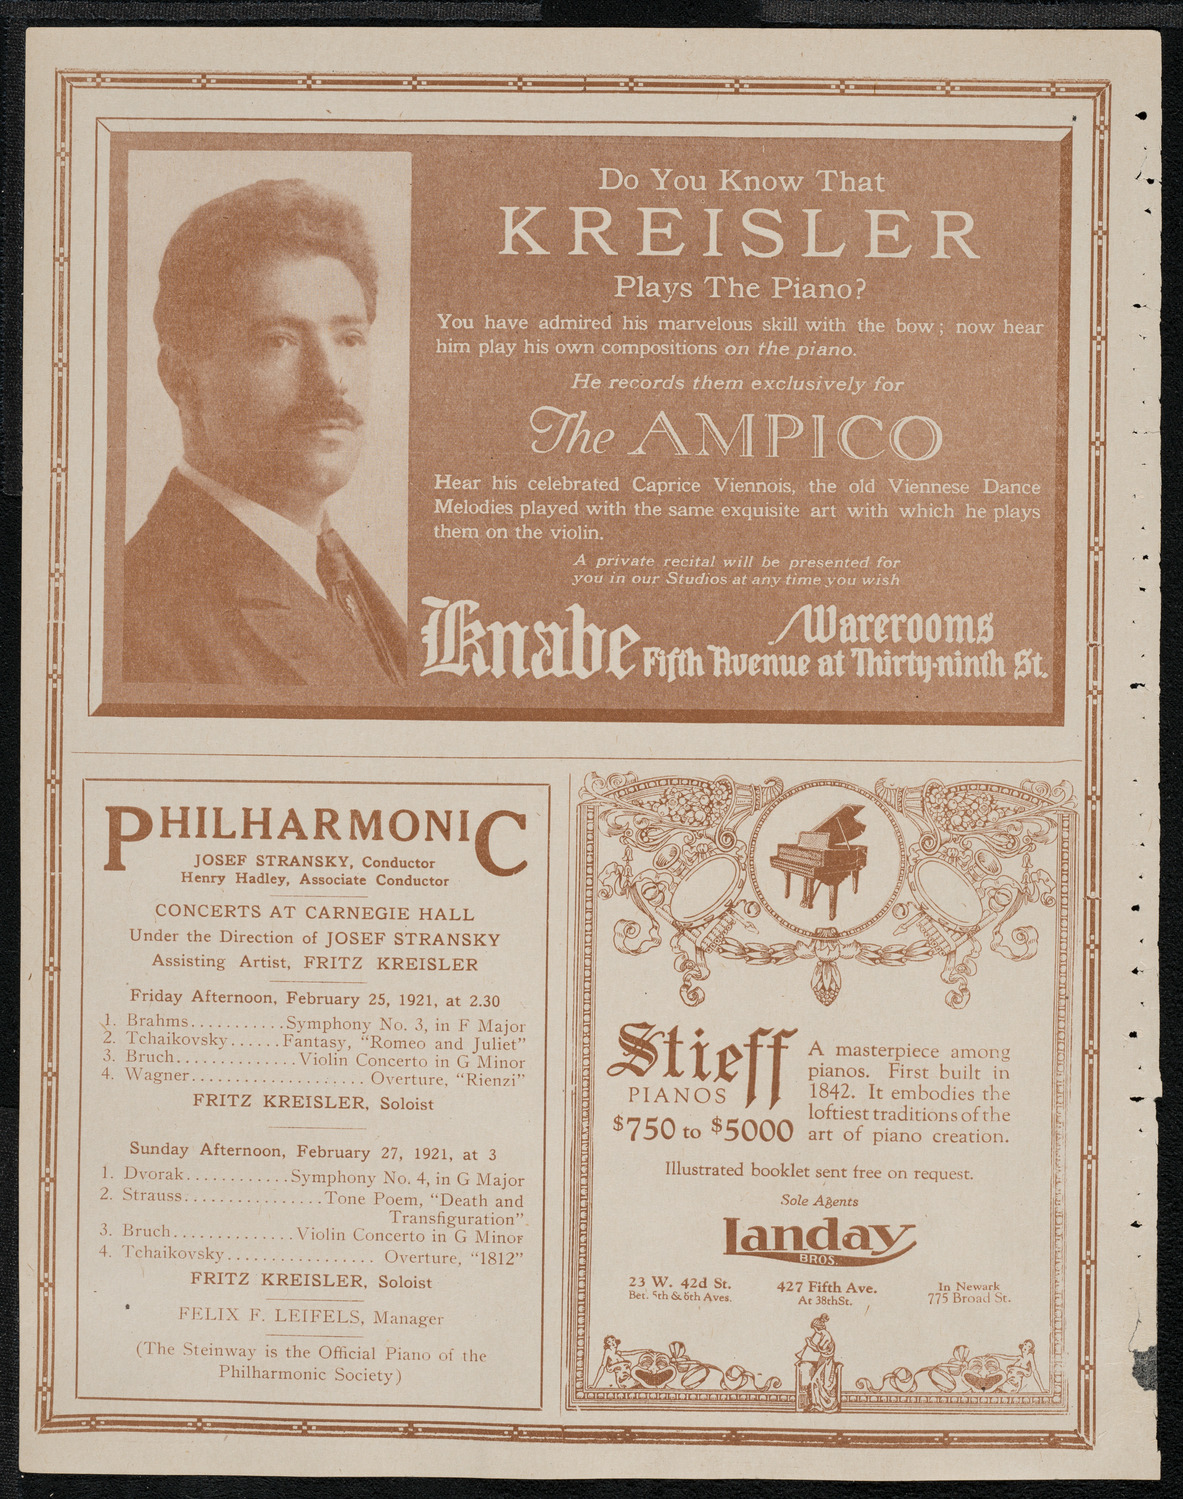 Do You Know That
KREISLER
Plays The Piano?
You have admired his marvelous skill with the bow; now hear
him play his own compositions on the piano.
He records them exclusively for
The AMPICO
Hear his celebrated Caprice Viennois, the old Viennese Dance
Melodies played with the same exquisite art with which he plays
them on the violin.
A private recital will be presented for
you in our Studios at any time you wish
Knabe Warerooms
Fifth Avenue at Thirty-ninth St.
PHILHARMONIC
JOSEF STRANSKY, Conductor
Henry Hadley, Associate Conductor
CONCERTS AT CARNEGIE HALL
Under the Direction of JOSEF STRANSKY
Assisting Artist, FRITZ KREISLER
Friday Afternoon, February 25, 1921, at 2.30
1. Brahms...........Symphony No. 3, in F Major
2. Tchaikovsky......Fantasy, "Romeo and Juliet"
3. Bruch.............Violin Concerto in G Minor
4. Wagner.................... Overture, "Rienzi"
FRITZ KREISLER, Soloist
Sunday Afternoon, February 27, 1921, at 3
1. Dvorak............Symphony No. 4, in G Major
2. Strauss................Tone Poem, "Death and
Transfiguration"
3. Bruch..............Violin Concerto in G Minor
4. Tchaikovsky................. Overture, "1812"
FRITZ KREISLER, Soloist
FELIX F. LEIFELS, Manager
(The Steinway is the Official Piano of the
Philharmonic Society)
Stieff
PIANOS
$750 to $5000
A masterpiece among
pianos. First built in
1842. It embodies the
loftiest traditions of the
art of piano creation.
Illustrated booklet sent free on request.
Sole Agents
Landay
BROS.
23 W. 42d St.
Bet. 5th & 6th Aves.
427 Fifth Ave.
At 38th St.
In Newark
775 Broad St.